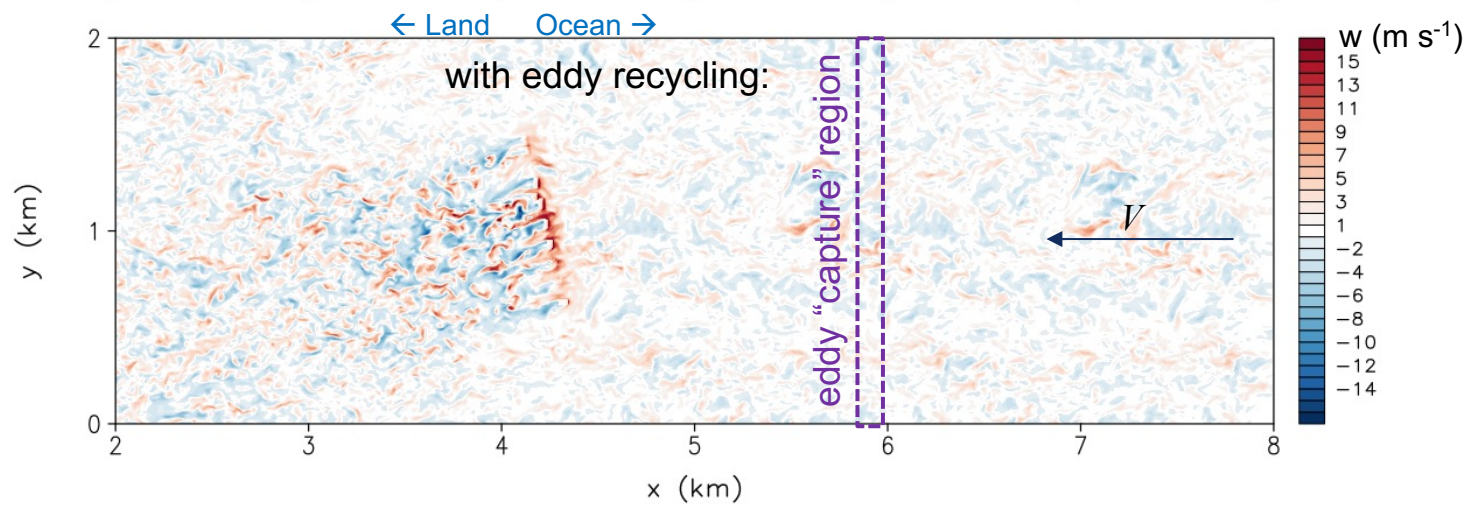 ← Land Ocean →
w (m s-1)
with eddy recycling:
eddy “capture” region
V
y (km)
2
1
0
2 3 4 5 6 7 8
x (km)
15
13
11
9
7
5
3
1
−2
−4
−6
−8
−10
−12
−14